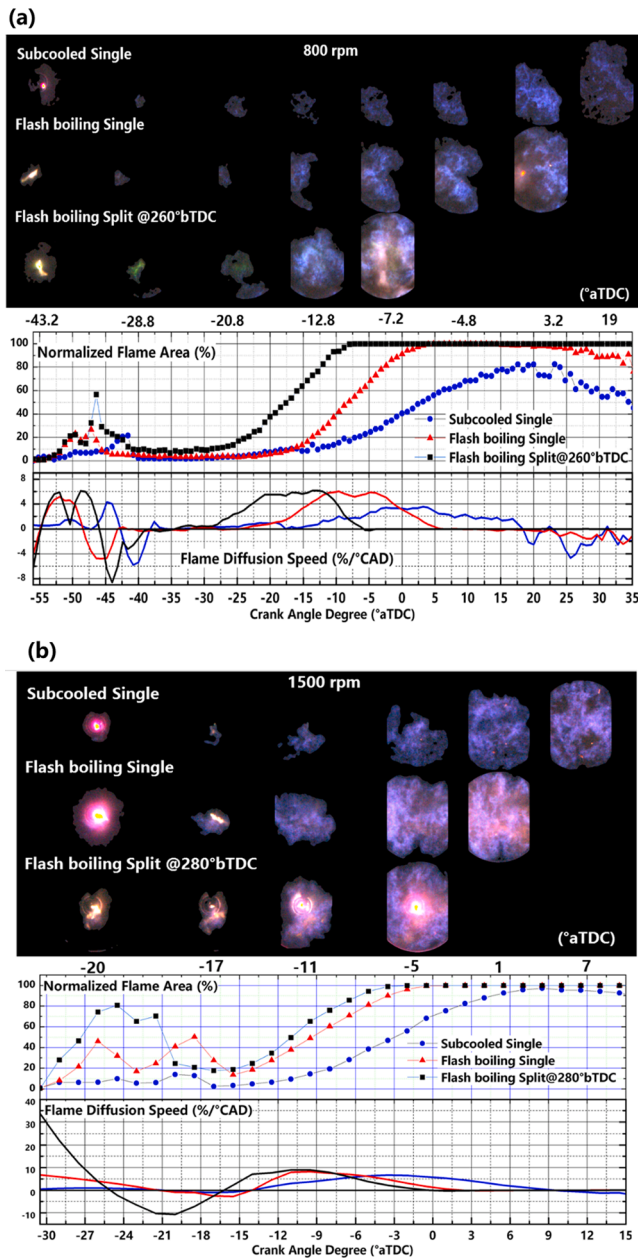 (a)
Subcooled Single
800 rpm
Flash boiling Single
Flash boiling Split @260°bTDC
(°aTDC)
-43.2 -28.8 -20.8 -12.8 -7.2 -4.8 3.2 19
100
Normalized Flame Area (%)
80
60
40
20
0
Subcooled Single
Flash boiling Single
Flash boiling Split@260°bTDC
8
4
0
-4
-8
Flame Diffusion Speed (%/°CAD)
-55 -50 -45 -40 -35 -30 -25 -20 -15 -10 -5 0 5 10 15 20 25 30 35
Crank Angle Degree (°aTDC)
(b)
1500 rpm
Subcooled Single
Flash boiling Single
Flash boiling Split @280°bTDC
(°aTDC)
-20 -17 -11 -5 1 7
100
Normalized Flame Area (%)
80
60
40
20
0
Subcooled Single
Flash boiling Single
Flash boiling Split@280°bTDC
40
Flame Diffusion Speed (%/°CAD)
30
20
10
0
-10
-30 -27 -24 -21 -18 -15 -12 -9 -6 -3 0 3 6 9 12 15
Crank Angle Degree (°aTDC)